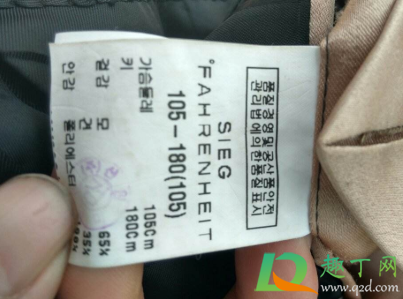 품질경영및공산품안전
관리법에의한품질표시
SIEG
°FAHRENHEIT
105-180(105)
가슴둘레 105Cm
키 180Cm
겉감 모 65%
견 35%
안감 폴리에스터 100%
趣丁网
www.q2d.com